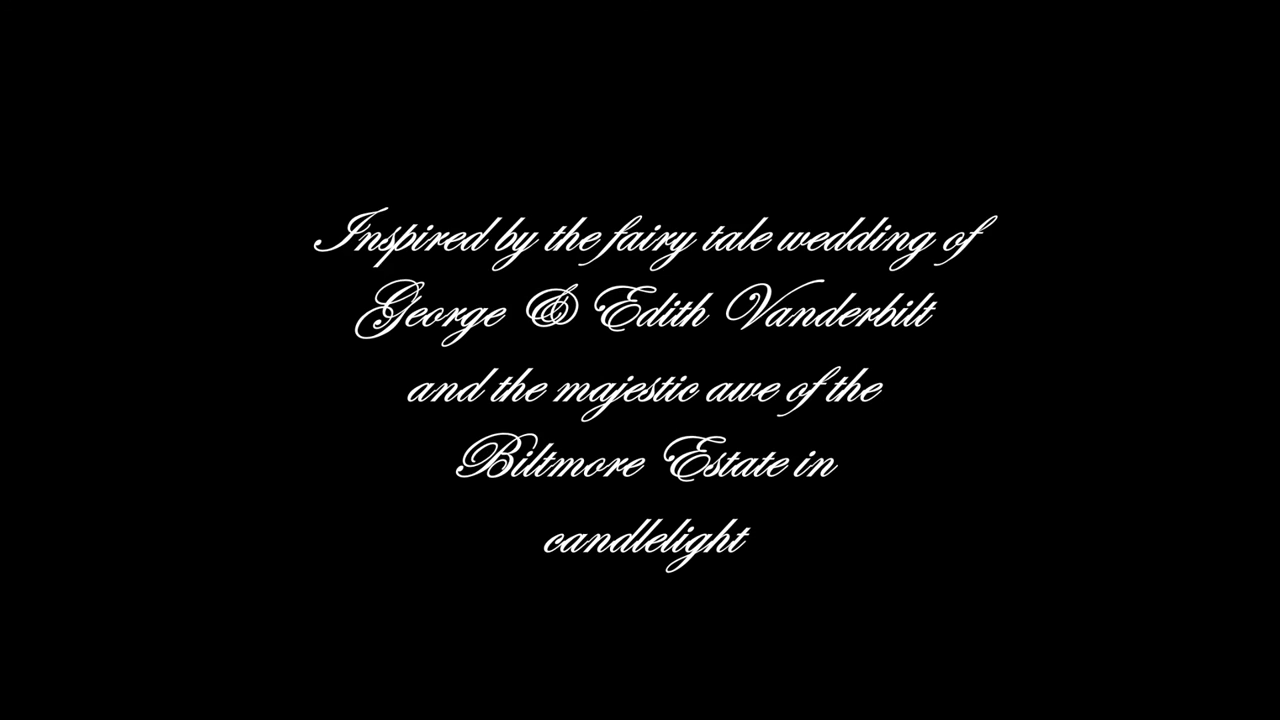 Inspired by the fairy tale wedding of
George & Edith Vanderbilt
and the majestic awe of the
Biltmore Estate in
candlelight